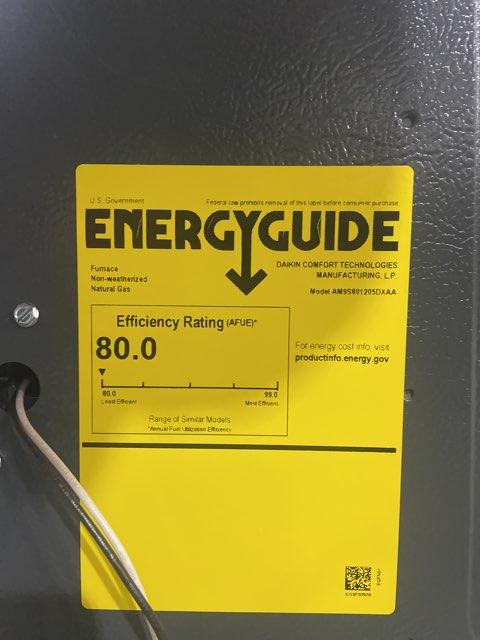 U.S. Government
Federal law prohibits removal of this label before consumer purchase
ENERGYGUIDE
Furnace
Non-weatherized
Natural Gas
DAIKIN COMFORT TECHNOLOGIES
MANUFACTURING, L.P.
Model AM9S801205DXAA
Efficiency Rating (AFUE)*
80.0
80.0
99.0
Least Efficient
Most Efficient
Range of Similar Models
*Annual Fuel Utilization Efficiency
For energy cost info, visit
productinfo.energy.gov